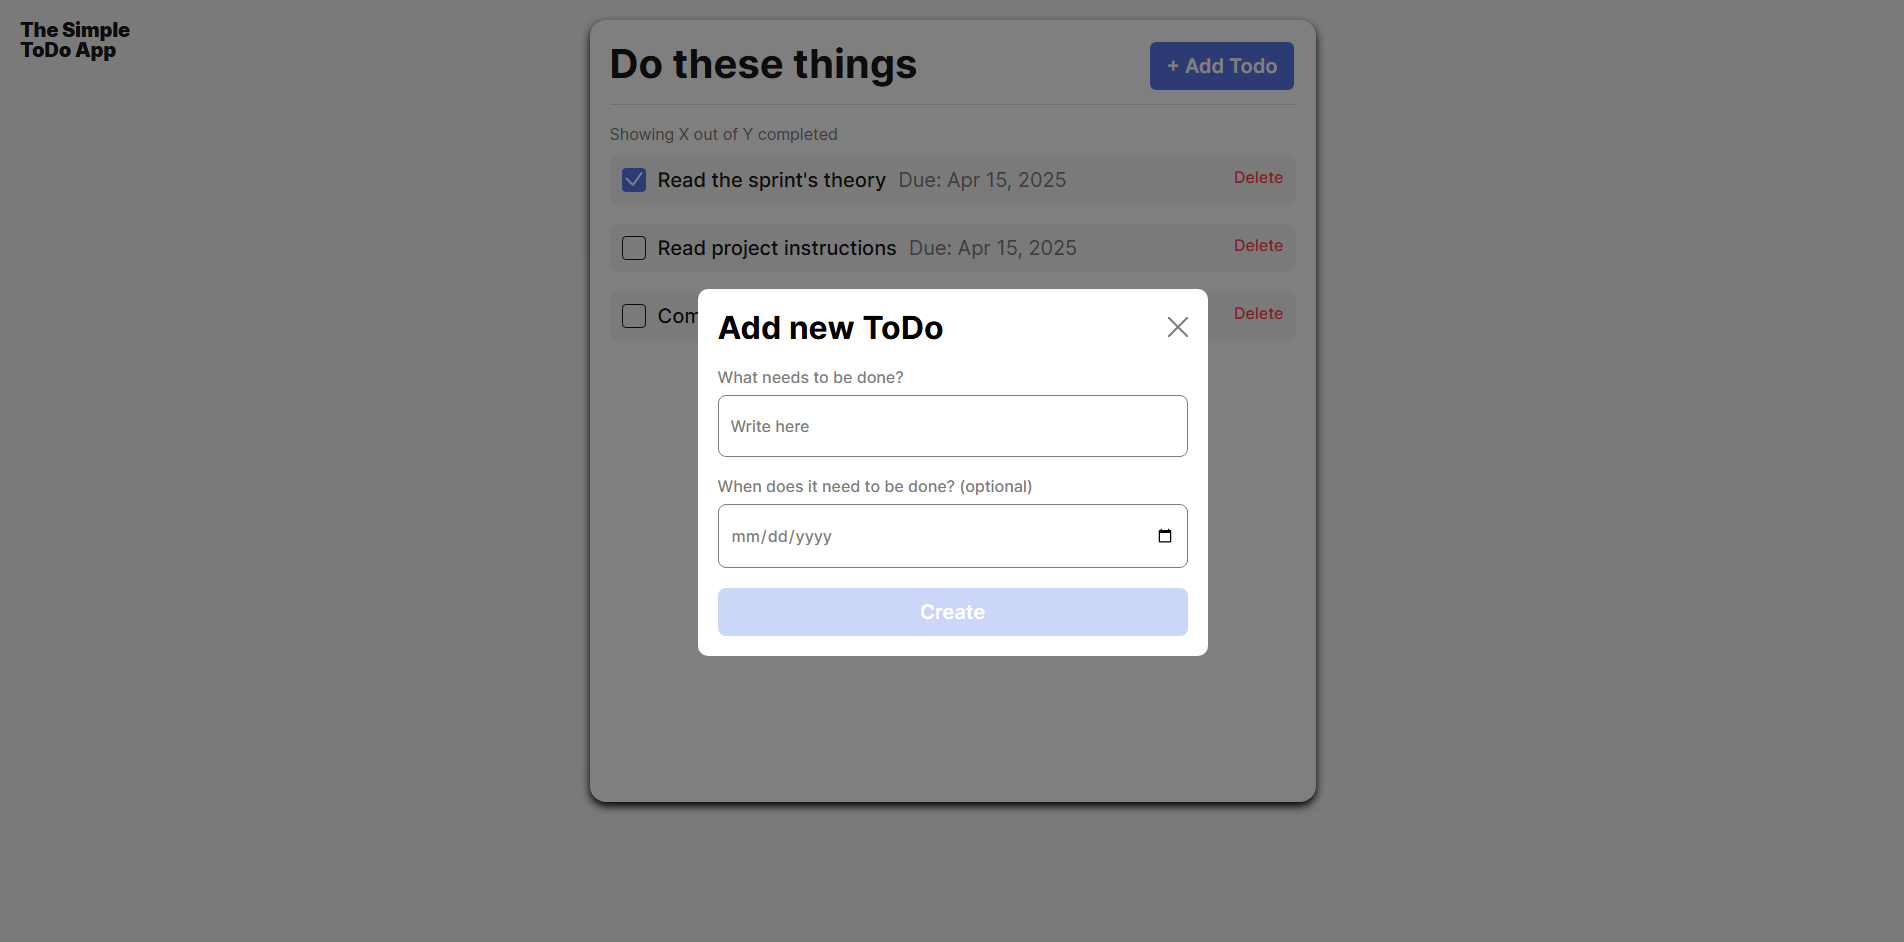 The Simple
ToDo App
Do these things
+ Add Todo
Showing X out of Y completed
Read the sprint's theory Due: Apr 15, 2025 Delete
Read project instructions Due: Apr 15, 2025 Delete
Com Delete
Add new ToDo
What needs to be done?
Write here
When does it need to be done? (optional)
mm/dd/yyyy
Create